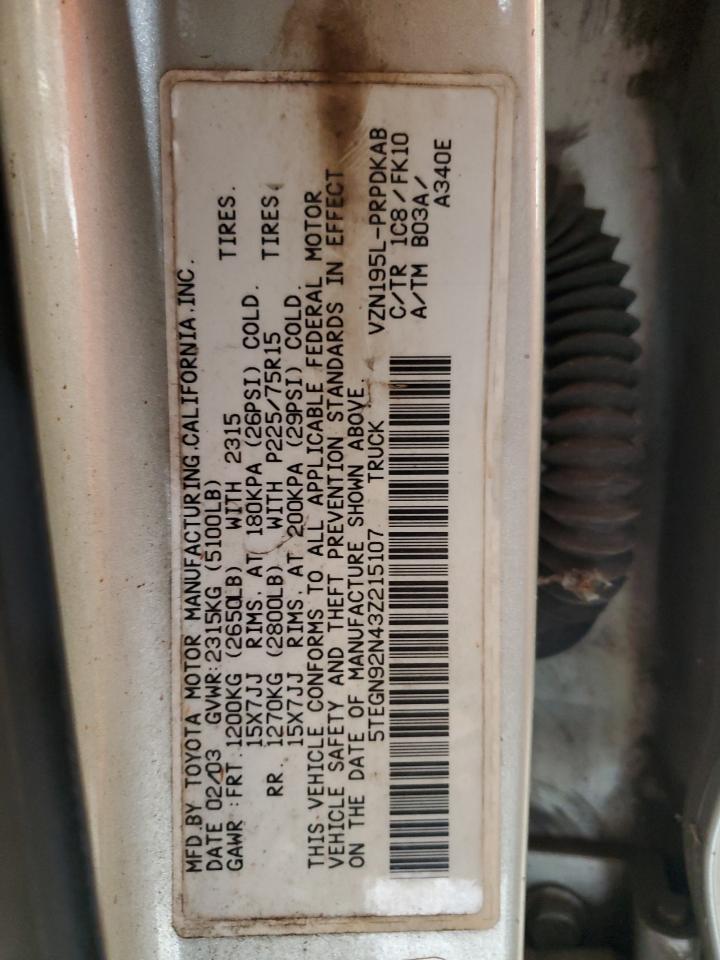 MFD.BY TOYOTA MOTOR MANUFACTURING.CALIFORNIA.INC.
DATE 02/03 GVWR:2315KG (5100LB)
GAWR :FRT.1200KG (2650LB) WITH 2315 TIRES.
15X7JJ RIMS. AT 180KPA (26PSI) COLD.
RR. 1270KG (2800LB) WITH P225/75R15 TIRES.
15X7JJ RIMS. AT 200KPA (29PSI) COLD.
THIS VEHICLE CONFORMS TO ALL APPLICABLE FEDERAL MOTOR
VEHICLE SAFETY AND THEFT PREVENTION STANDARDS IN EFFECT
ON THE DATE OF MANUFACTURE SHOWN ABOVE.
5TEGN92N43Z215107 TRUCK VZN195L-PRPDKAB
C/TR 1C8/FK10
A/TM B03A/
A340E